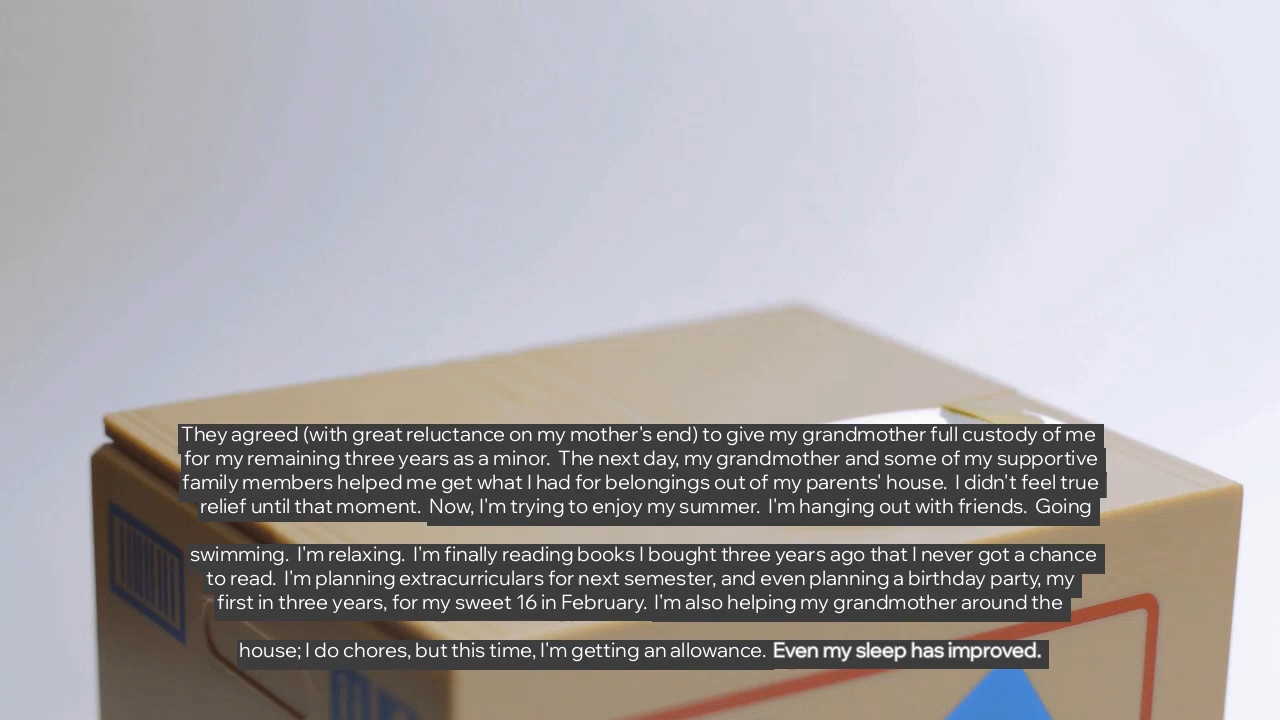 They agreed (with great reluctance on my mother's end) to give my grandmother full custody of me
for my remaining three years as a minor. The next day, my grandmother and some of my supportive
family members helped me get what I had for belongings out of my parents' house. I didn't feel true
relief until that moment. Now, I'm trying to enjoy my summer. I'm hanging out with friends. Going
swimming. I'm relaxing. I'm finally reading books I bought three years ago that I never got a chance
to read. I'm planning extracurriculars for next semester, and even planning a birthday party, my
first in three years, for my sweet 16 in February. I'm also helping my grandmother around the
house; I do chores, but this time, I'm getting an allowance. Even my sleep has improved.